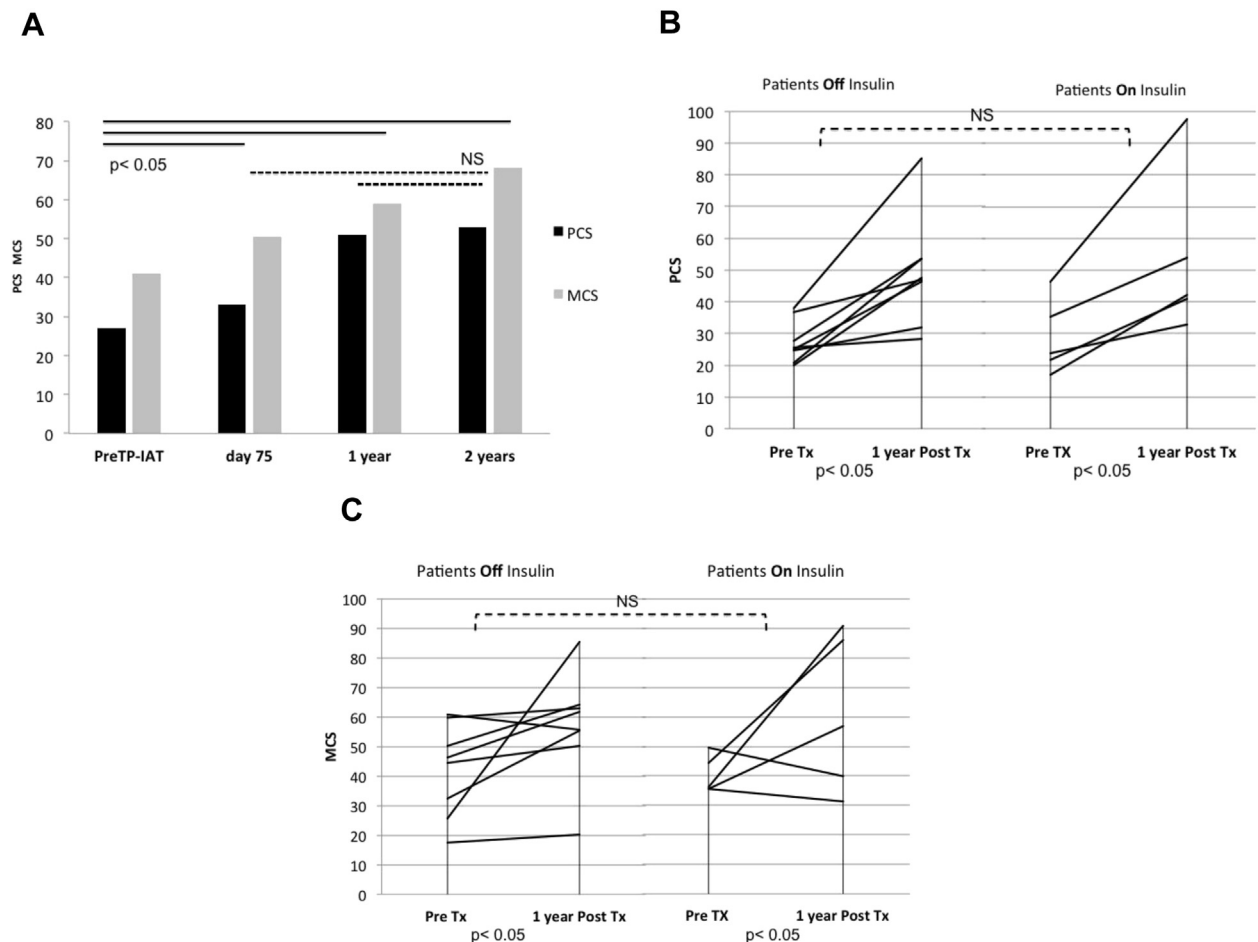 A
80
70
60
50
40
30
20
10
0
PCS MCS
p< 0.05
NS
PCS
MCS
PreTP-IAT day 75 1 year 2 years
B
Patients Off Insulin Patients On Insulin
NS
100
90
80
70
60
50
40
30
20
10
0
PCS
Pre Tx 1 year Post Tx Pre TX 1 year Post Tx
p< 0.05 p< 0.05
C
Patients Off Insulin Patients On Insulin
NS
100
90
80
70
60
50
40
30
20
10
0
MCS
Pre Tx 1 year Post Tx Pre TX 1 year Post Tx
p< 0.05 p< 0.05